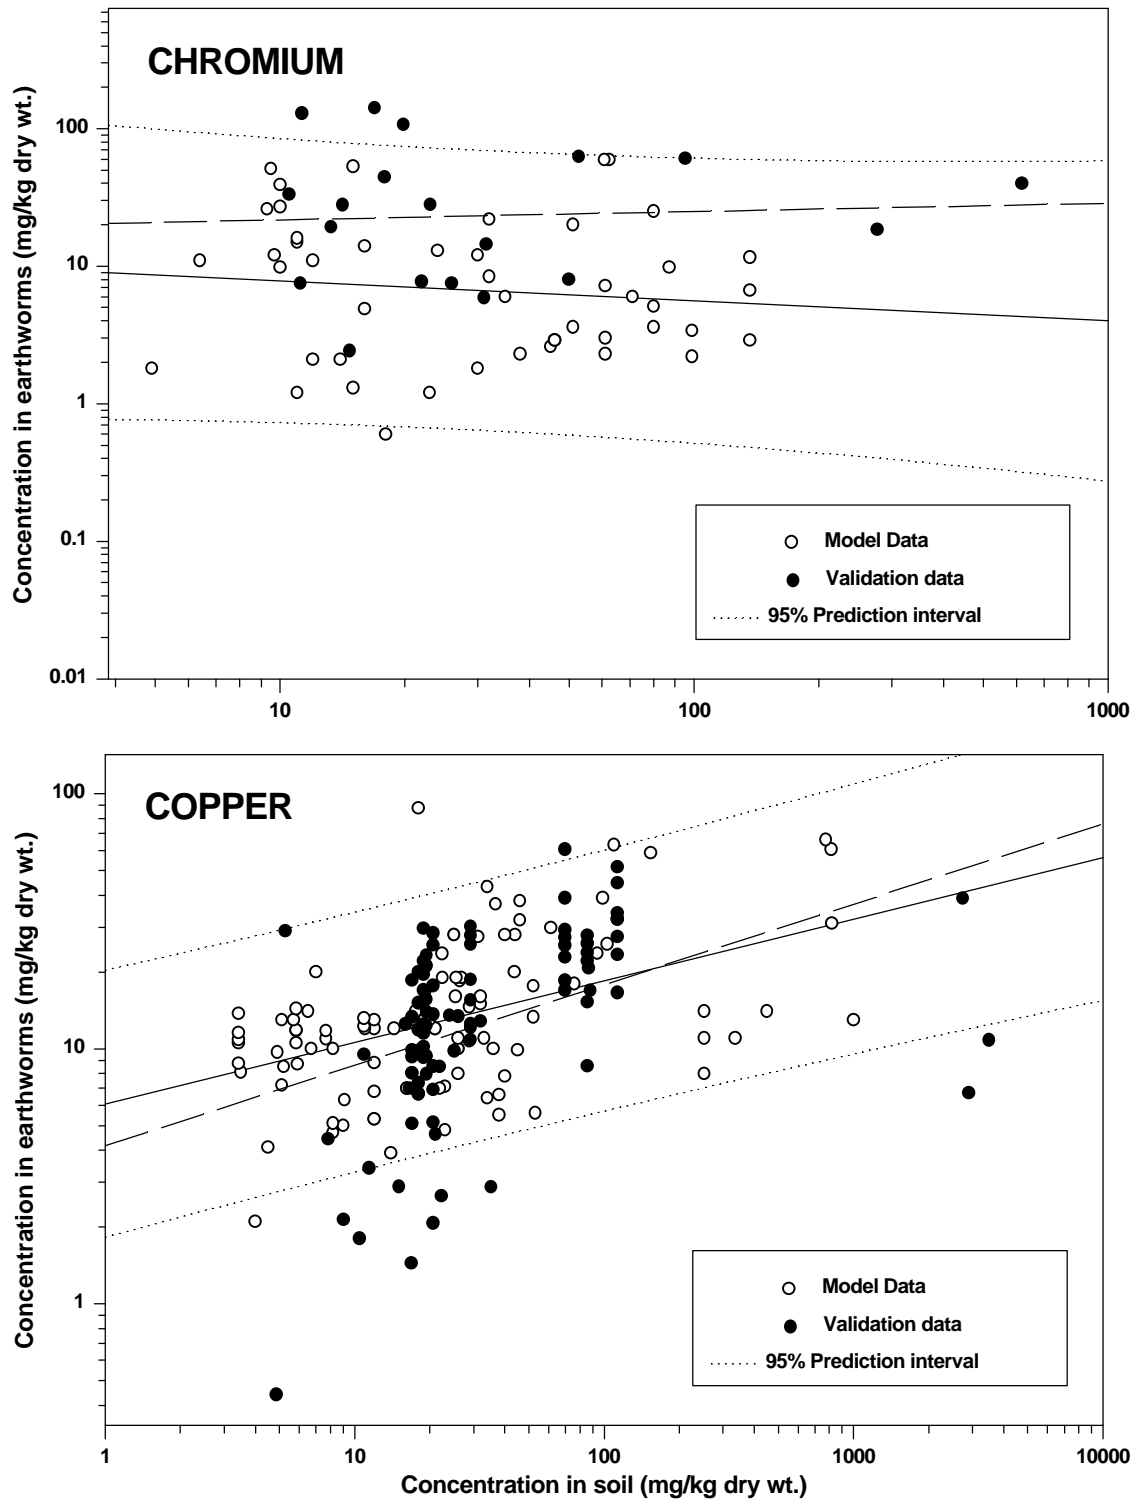 CHROMIUM
Concentration in earthworms (mg/kg dry wt.)
100
10
1
0.1
0.01
Model Data
Validation data
95% Prediction interval
10 100 1000
COPPER
Concentration in earthworms (mg/kg dry wt.)
100
10
1
Model Data
Validation data
95% Prediction interval
1 10 100 1000 10000
Concentration in soil (mg/kg dry wt.)